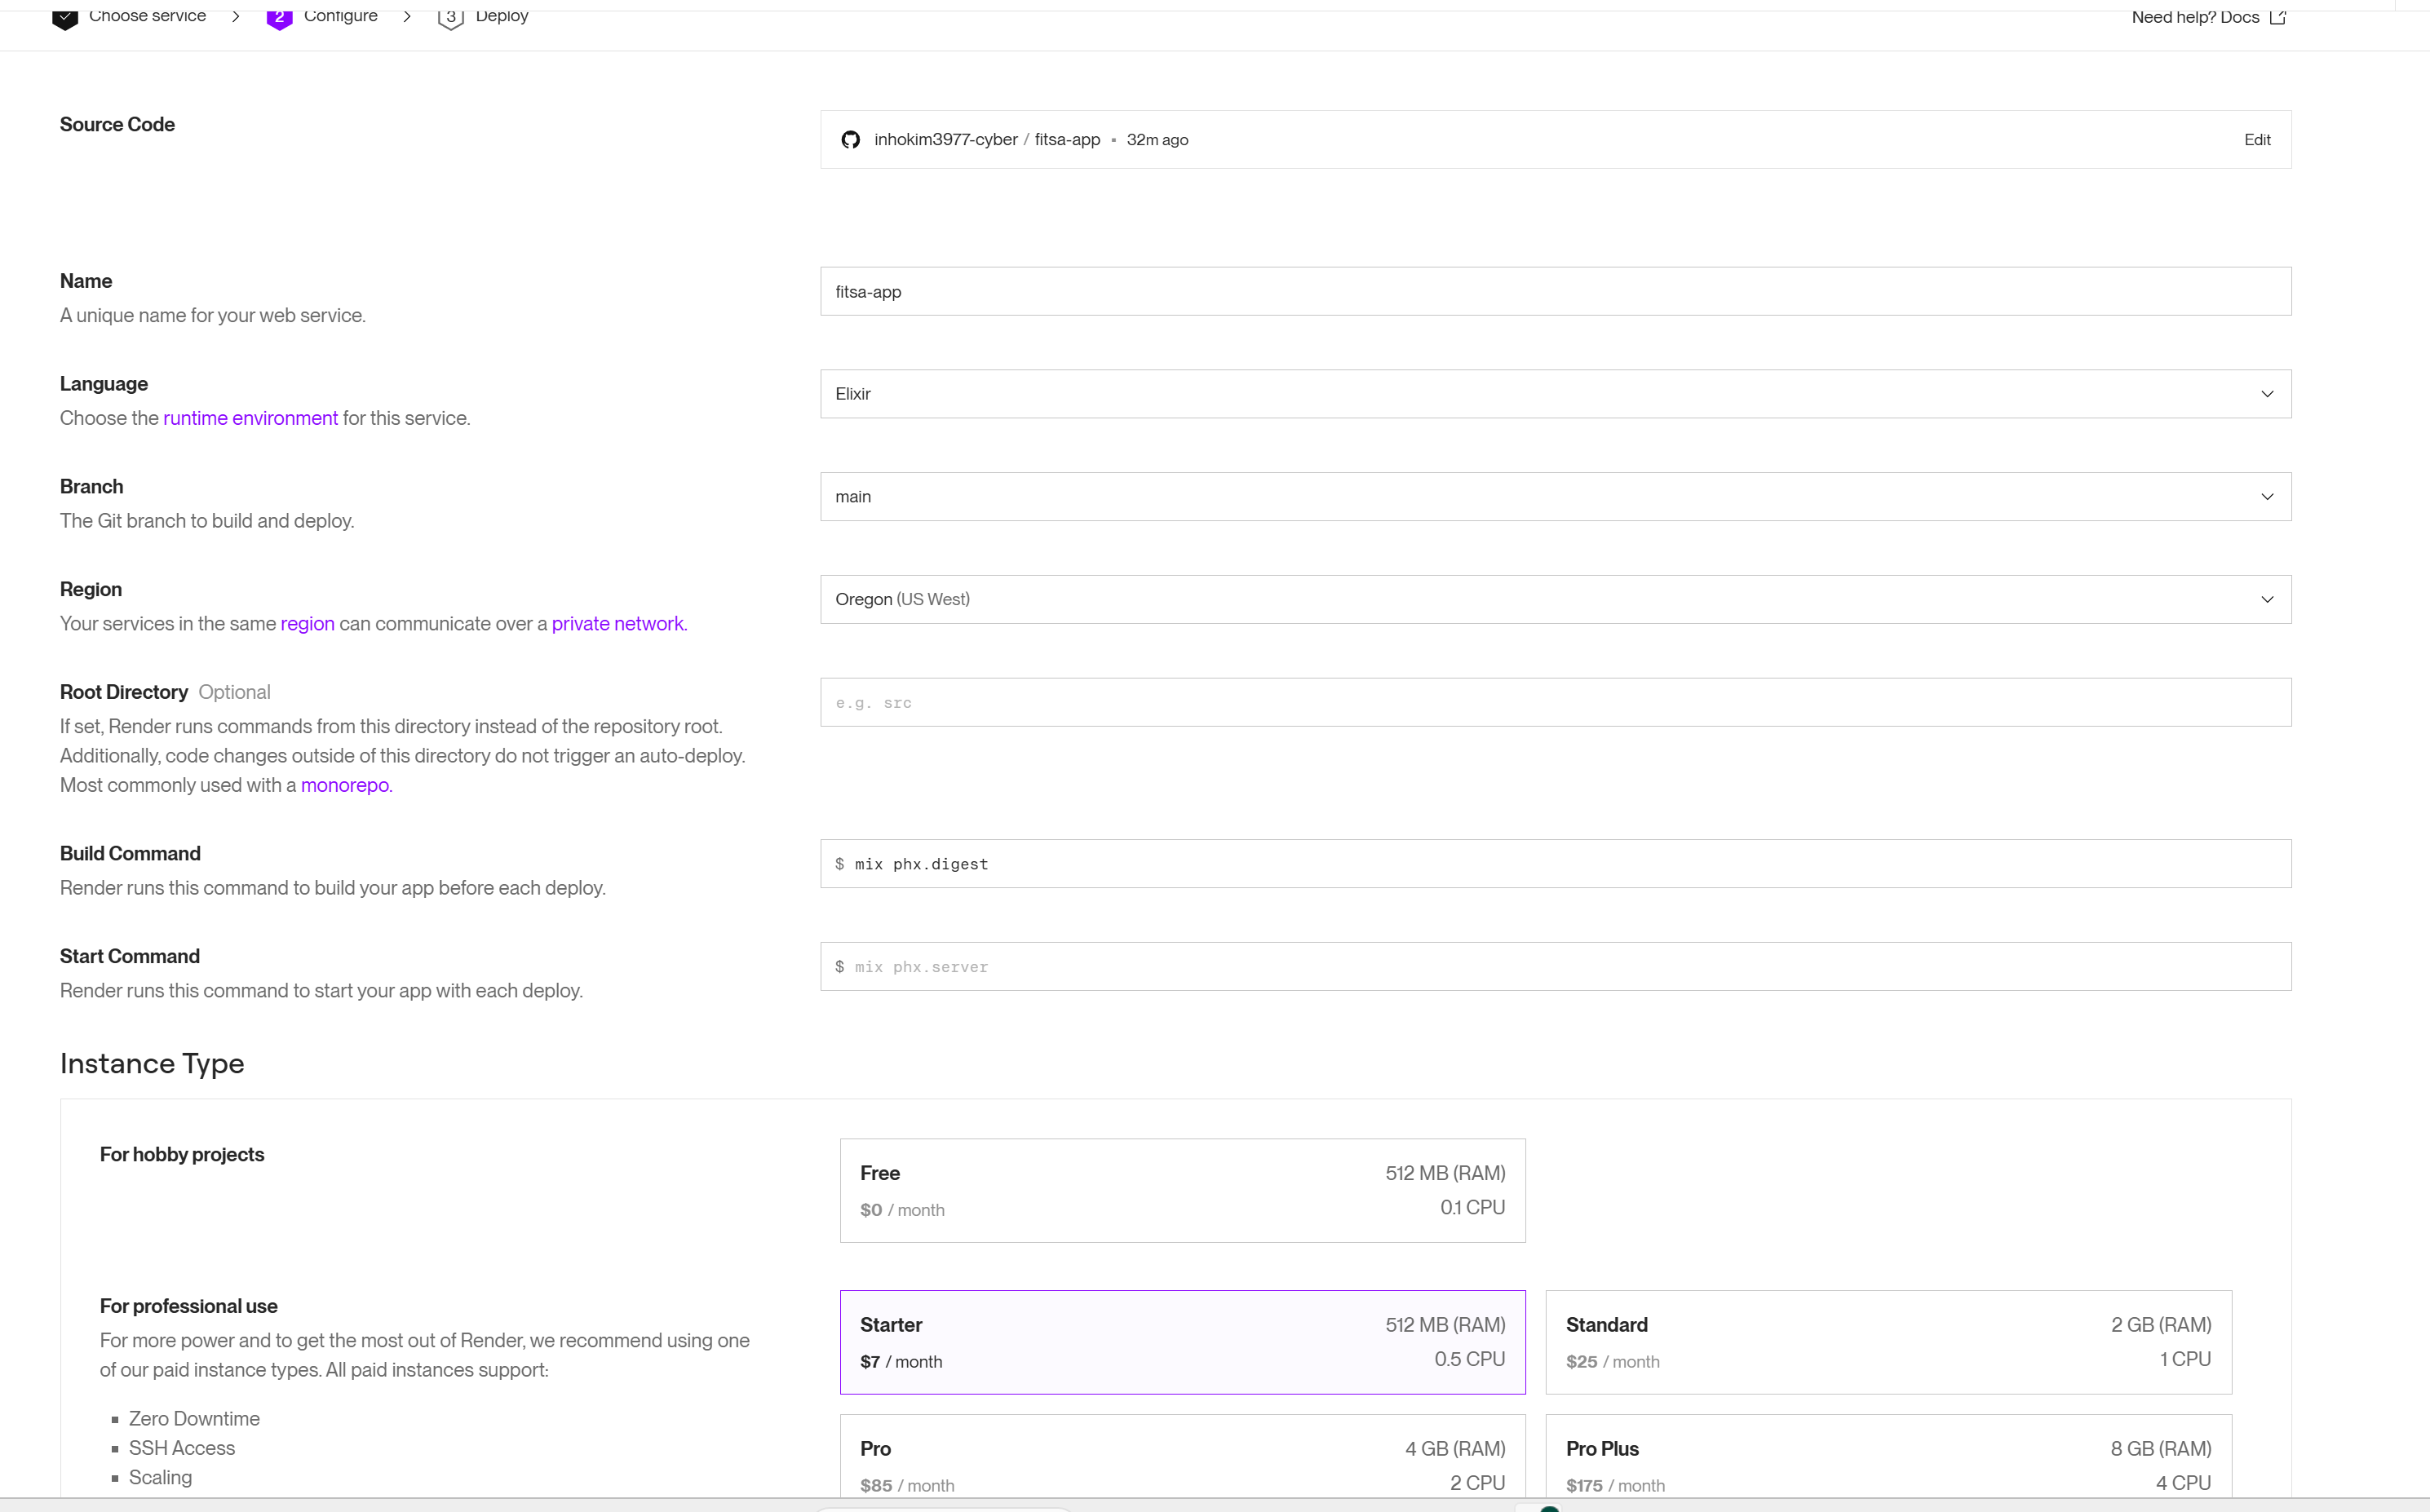 Choose service
2 Configure
3 Deploy
Need help? Docs
Source Code
inhokim3977-cyber / fitsa-app • 32m ago
Edit
Name
A unique name for your web service.
fitsa-app
Language
Choose the runtime environment for this service.
Elixir
Branch
The Git branch to build and deploy.
main
Region
Your services in the same region can communicate over a private network.
Oregon (US West)
Root Directory Optional
If set, Render runs commands from this directory instead of the repository root.
Additionally, code changes outside of this directory do not trigger an auto-deploy.
Most commonly used with a monorepo.
e.g. src
Build Command
Render runs this command to build your app before each deploy.
$ mix phx.digest
Start Command
Render runs this command to start your app with each deploy.
$ mix phx.server
Instance Type
For hobby projects
Free
$0 / month
512 MB (RAM)
0.1 CPU
For professional use
For more power and to get the most out of Render, we recommend using one
of our paid instance types. All paid instances support:
Zero Downtime
SSH Access
Scaling
Starter
$7 / month
512 MB (RAM)
0.5 CPU
Standard
$25 / month
2 GB (RAM)
1 CPU
Pro
$85 / month
4 GB (RAM)
2 CPU
Pro Plus
$175 / month
8 GB (RAM)
4 CPU